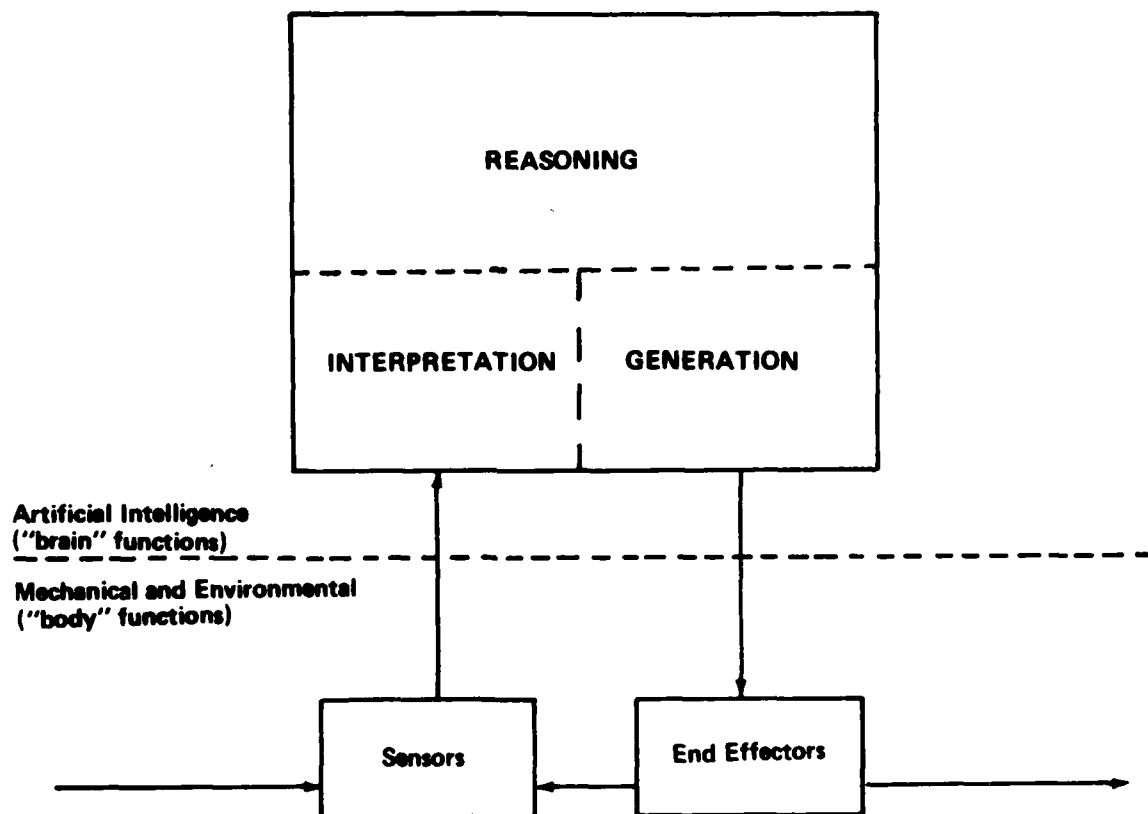 REASONING
INTERPRETATION
GENERATION
Artificial Intelligence
("brain" functions)
Mechanical and Environmental
("body" functions)
Sensors
End Effectors